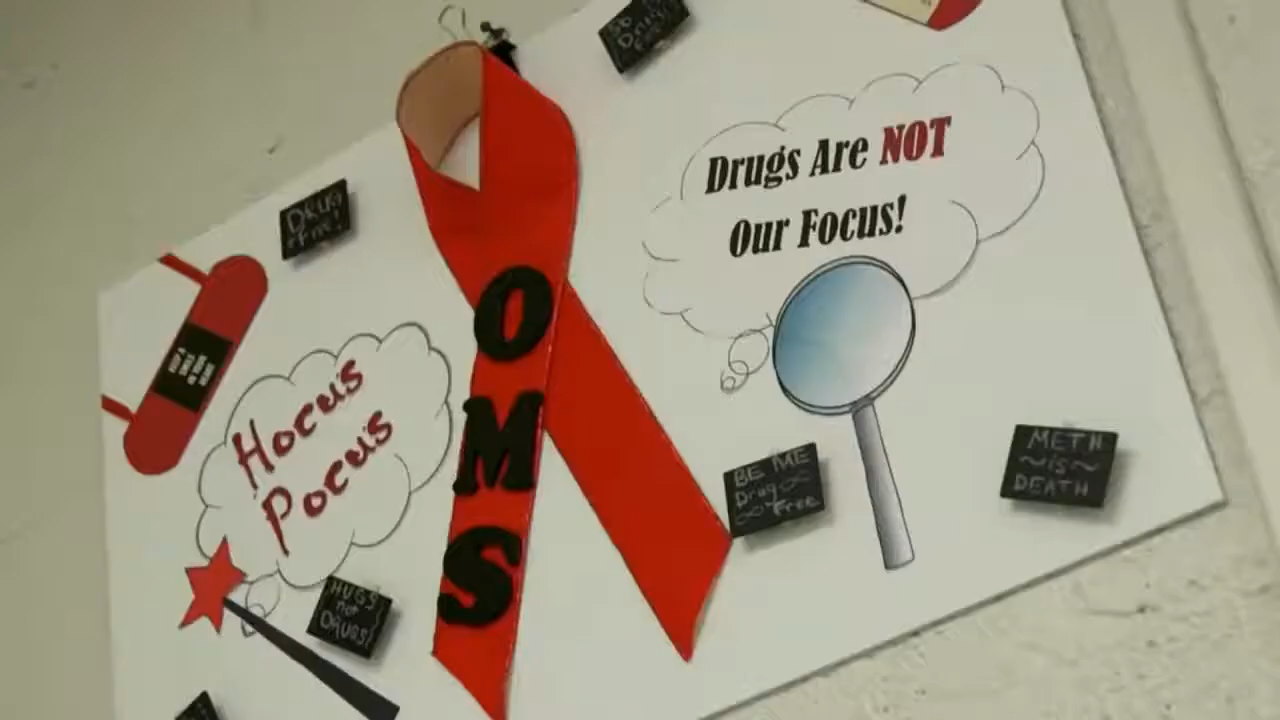 Drug
Free!
Hocus
Pocus
HUGS
not
DRUGS
O
M
S
Drugs
Drugs Are NOT
Our Focus!
BE ME
Drug
Free
METH
~is~
DEATH